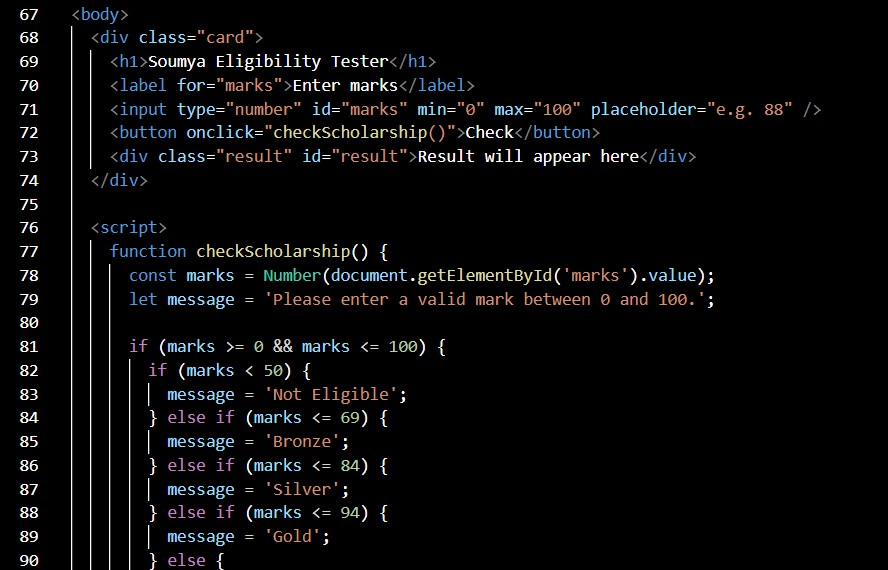 67 <body>
68 <div class="card">
69 <h1>Soumya Eligibility Tester</h1>
70 <label for="marks">Enter marks</label>
71 <input type="number" id="marks" min="0" max="100" placeholder="e.g. 88" />
72 <button onclick="checkScholarship()">Check</button>
73 <div class="result" id="result">Result will appear here</div>
74 </div>
75
76 <script>
77 function checkScholarship() {
78 const marks = Number(document.getElementById('marks').value);
79 let message = 'Please enter a valid mark between 0 and 100.';
80
81 if (marks >= 0 && marks <= 100) {
82 if (marks < 50) {
83 message = 'Not Eligible';
84 } else if (marks <= 69) {
85 message = 'Bronze';
86 } else if (marks <= 84) {
87 message = 'Silver';
88 } else if (marks <= 94) {
89 message = 'Gold';
90 } else {